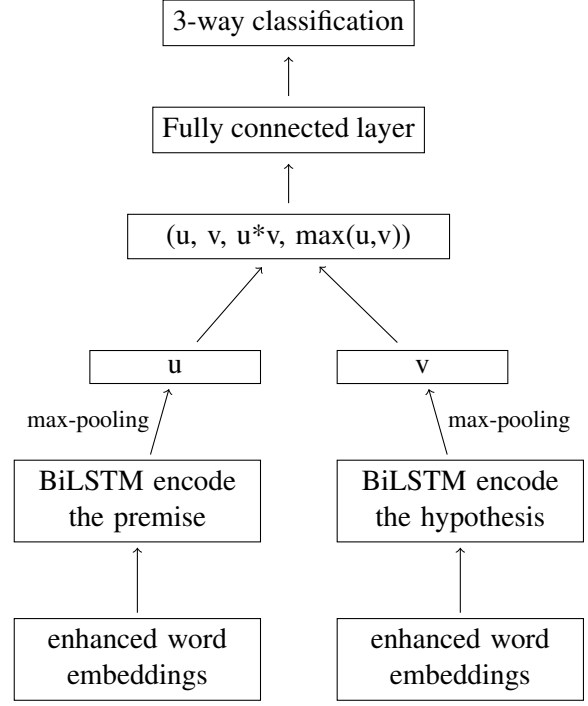 3-way classification
Fully connected layer
(u, v, u*v, max(u,v))
u
v
max-pooling
max-pooling
BiLSTM encode
the premise
BiLSTM encode
the hypothesis
enhanced word
embeddings
enhanced word
embeddings